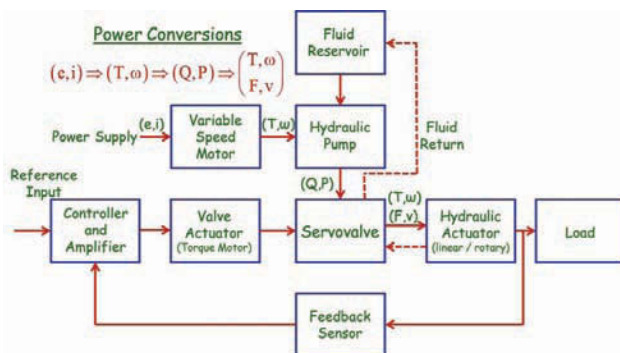 Power Conversions
(e,i) ⇒ (T,ω) ⇒ (Q,P) ⇒ (T,ω
F,v)
Fluid
Reservoir
Power Supply
(e,i)
Variable
Speed
Motor
(T,ω)
Hydraulic
Pump
Fluid
Return
(Q,P)
Reference
Input
Controller
and
Amplifier
Valve
Actuator
(Torque Motor)
Servovalve
(T,ω)
(F,v)
Hydraulic
Actuator
(linear / rotary)
Load
Feedback
Sensor